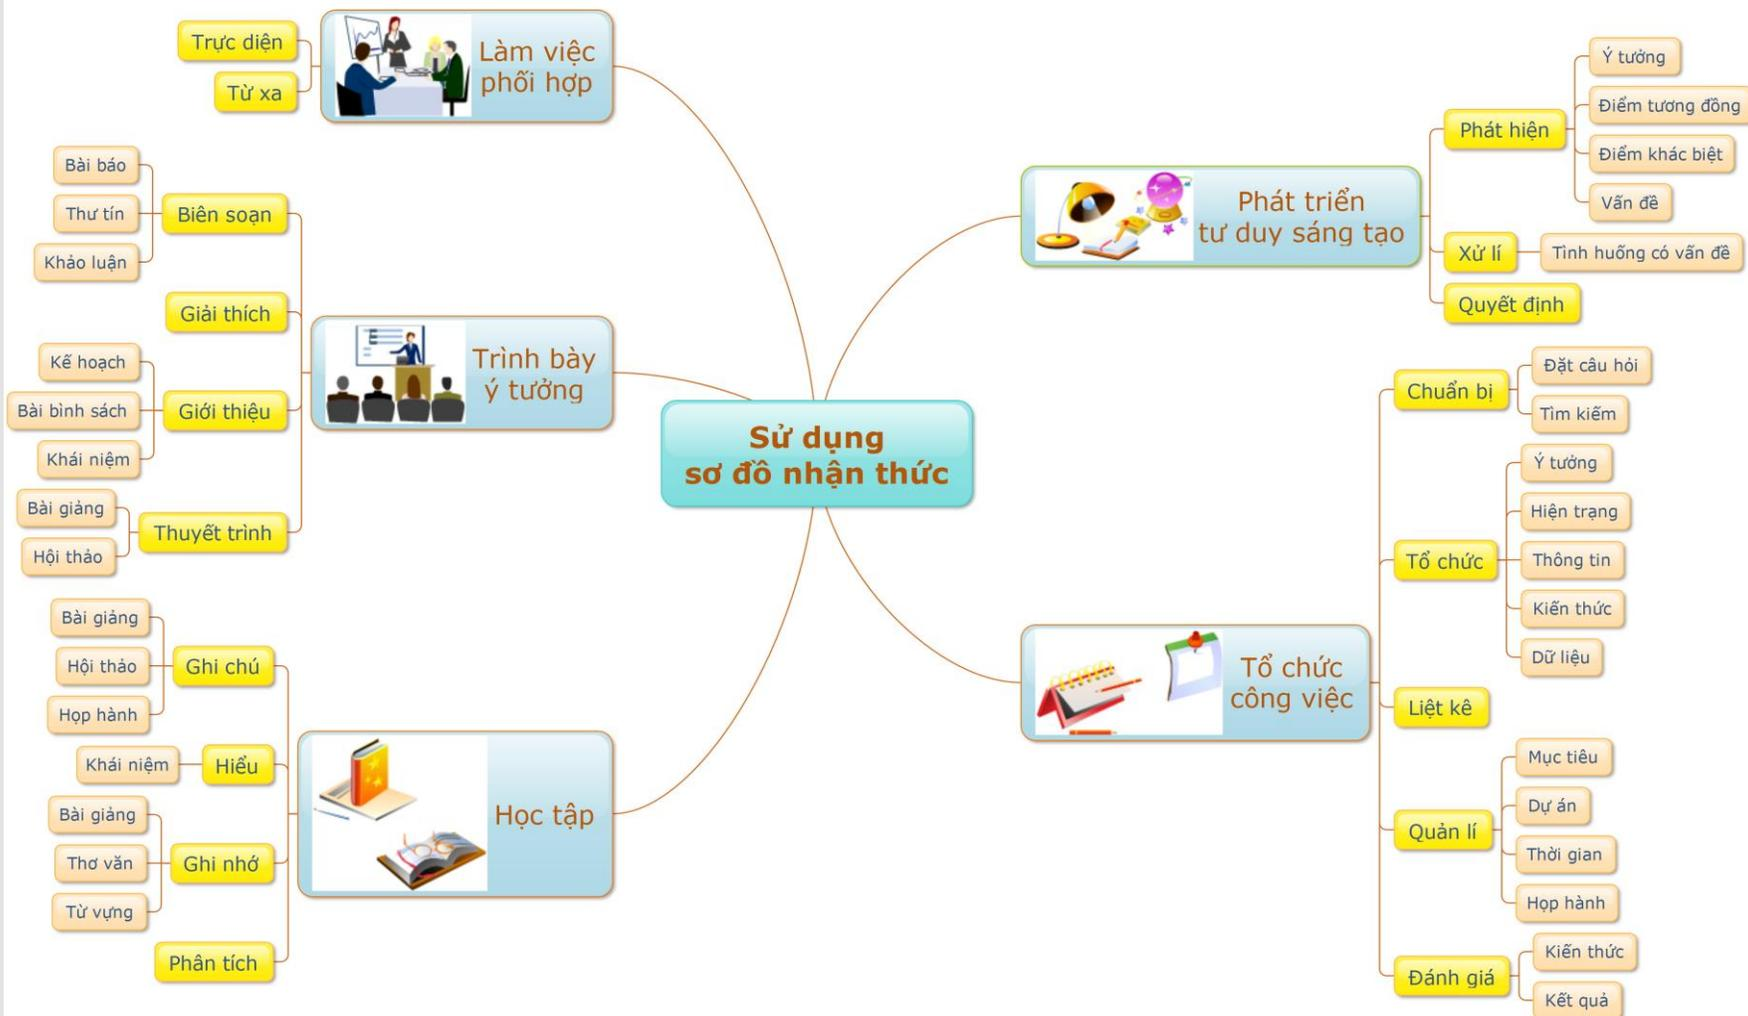 Sử dụng
sơ đồ nhận thức
Làm việc
phối hợp
Trực diện
Từ xa
Trình bày
ý tưởng
Biên soạn
Bài báo
Thư tín
Khảo luận
Giải thích
Giới thiệu
Kế hoạch
Bài bình sách
Khái niệm
Thuyết trình
Bài giảng
Hội thảo
Học tập
Ghi chú
Bài giảng
Hội thảo
Họp hành
Hiểu
Khái niệm
Ghi nhớ
Bài giảng
Thơ văn
Từ vựng
Phân tích
Phát triển
tư duy sáng tạo
Phát hiện
Ý tưởng
Điểm tương đồng
Điểm khác biệt
Vấn đề
Xử lí
Tình huống có vấn đề
Quyết định
Tổ chức
công việc
Chuẩn bị
Đặt câu hỏi
Tìm kiếm
Tổ chức
Ý tưởng
Hiện trạng
Thông tin
Kiến thức
Dữ liệu
Liệt kê
Quản lí
Mục tiêu
Dự án
Thời gian
Họp hành
Đánh giá
Kiến thức
Kết quả